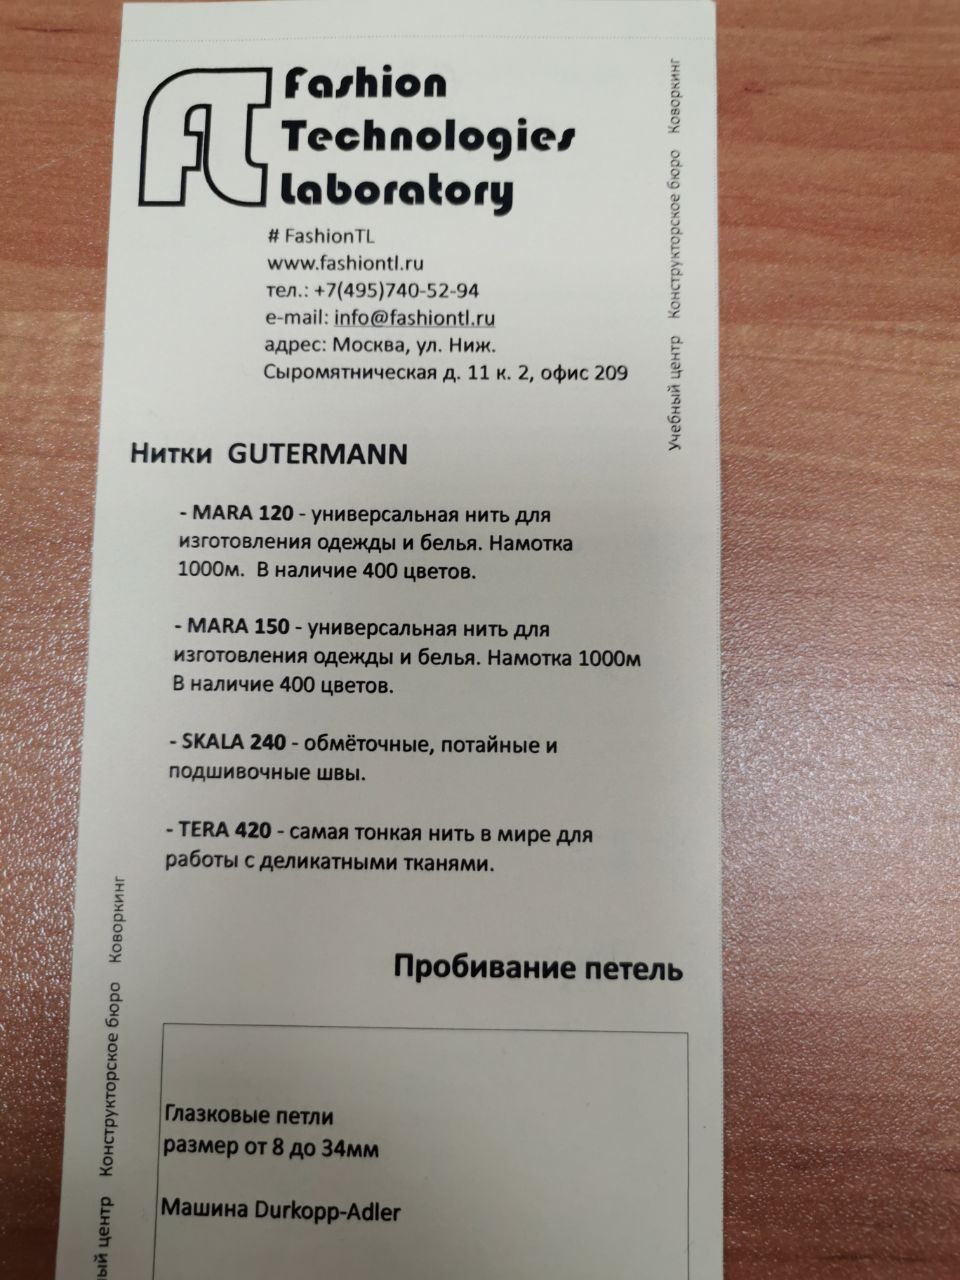 Fashion
Technologies
Laboratory
# FashionTL
www.fashiontl.ru
тел.: +7(495)740-52-94
e-mail: info@fashiontl.ru
адрес: Москва, ул. Ниж.
Сыромятническая д. 11 к. 2, офис 209
Учебный центр Конструкторское бюро Коворкинг
Нитки GUTERMANN
- MARA 120 - универсальная нить для
изготовления одежды и белья. Намотка
1000м. В наличие 400 цветов.
- MARA 150 - универсальная нить для
изготовления одежды и белья. Намотка 1000м
В наличие 400 цветов.
- SKALA 240 - обмёточные, потайные и
подшивочные швы.
- TERA 420 - самая тонкая нить в мире для
работы с деликатными тканями.
ый центр Конструкторское бюро Коворкинг
Пробивание петель
Глазковые петли
размер от 8 до 34мм
Машина Durkopp-Adler